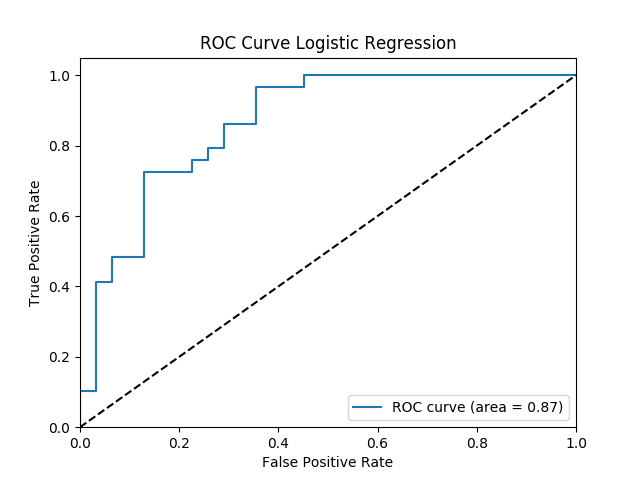 ROC Curve Logistic Regression
1.0
0.8
0.6
0.4
0.2
0.0
True Positive Rate
ROC curve (area = 0.87)
0.0 0.2 0.4 0.6 0.8 1.0
False Positive Rate